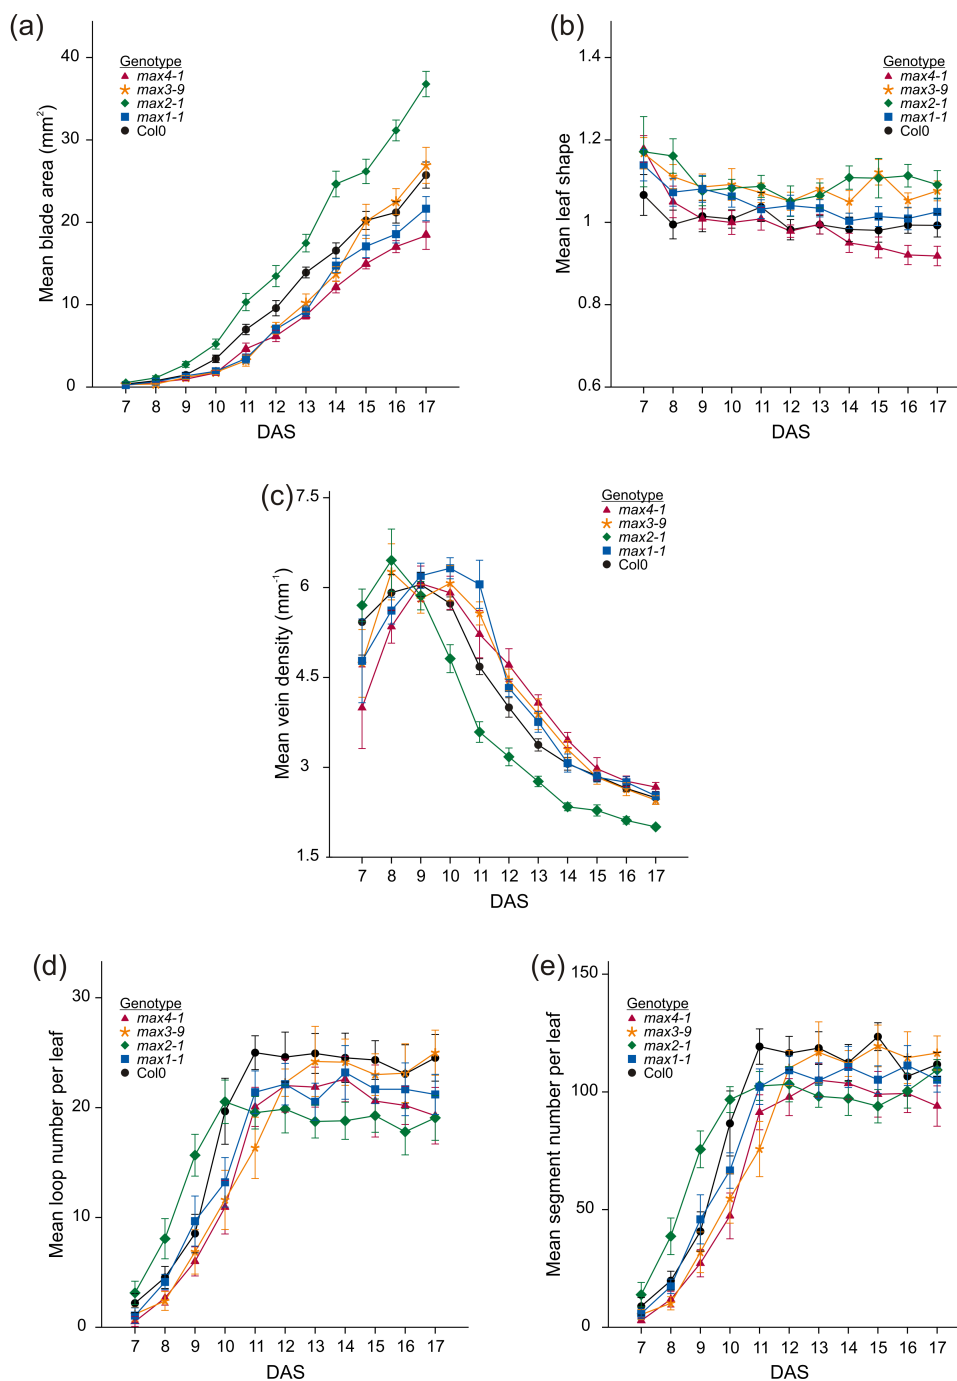 (a)
Mean blade area (mm²)
40
30
20
10
0
Genotype
max4-1
max3-9
max2-1
max1-1
Col0
7 8 9 10 11 12 13 14 15 16 17
DAS
(b)
Mean leaf shape
1.4
1.2
1
0.8
0.6
Genotype
max4-1
max3-9
max2-1
max1-1
Col0
7 8 9 10 11 12 13 14 15 16 17
DAS
(c)
Mean vein density (mm⁻¹)
7.5
6
4.5
3
1.5
Genotype
max4-1
max3-9
max2-1
max1-1
Col0
7 8 9 10 11 12 13 14 15 16 17
DAS
(d)
Mean loop number per leaf
30
20
10
0
Genotype
max4-1
max3-9
max2-1
max1-1
Col0
7 8 9 10 11 12 13 14 15 16 17
DAS
(e)
Mean segment number per leaf
150
100
50
0
Genotype
max4-1
max3-9
max2-1
max1-1
Col0
7 8 9 10 11 12 13 14 15 16 17
DAS